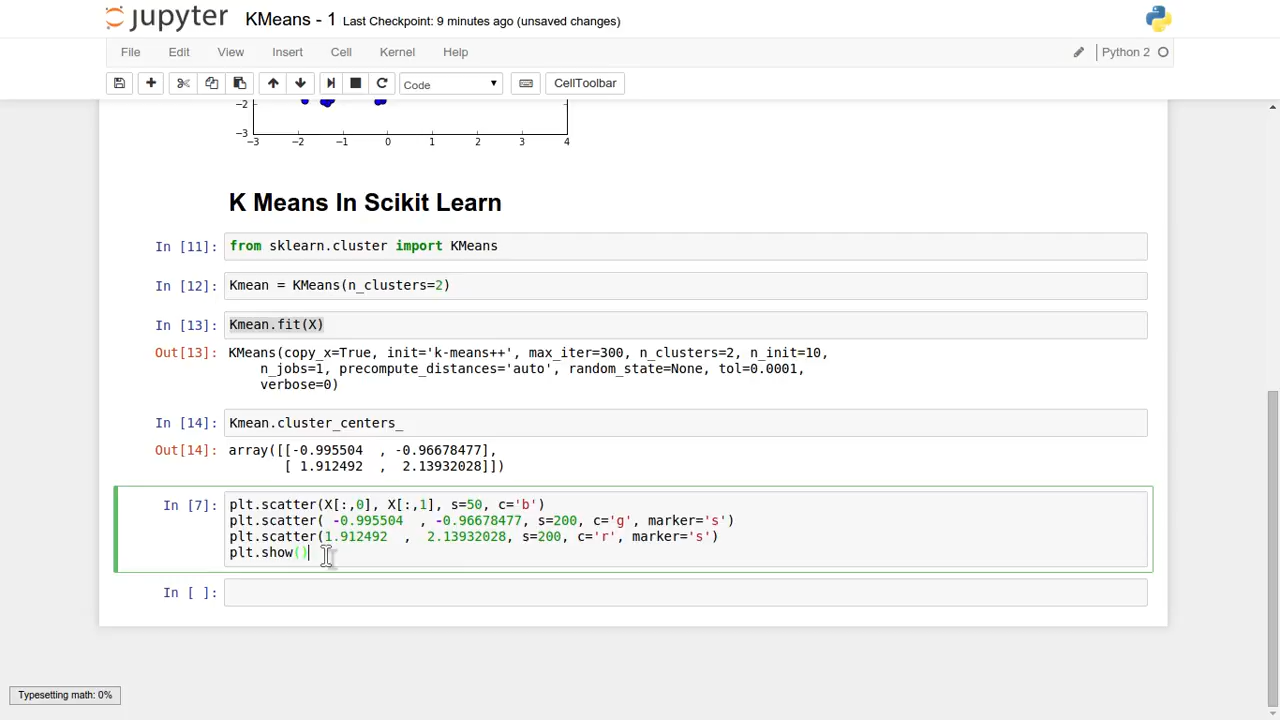 jupyter KMeans - 1 Last Checkpoint: 9 minutes ago (unsaved changes)
File Edit View Insert Cell Kernel Help Python 2
Code CellToolbar
−2
−3
−3 −2 −1 0 1 2 3 4
K Means In Scikit Learn
In [11]: from sklearn.cluster import KMeans
In [12]: Kmean = KMeans(n_clusters=2)
In [13]: Kmean.fit(X)
Out[13]: KMeans(copy_x=True, init='k-means++', max_iter=300, n_clusters=2, n_init=10,
n_jobs=1, precompute_distances='auto', random_state=None, tol=0.0001,
verbose=0)
In [14]: Kmean.cluster_centers_
Out[14]: array([[-0.995504  , -0.96678477],
[ 1.912492  ,  2.13932028]])
In [7]: plt.scatter(X[:,0], X[:,1], s=50, c='b')
plt.scatter( -0.995504  , -0.96678477, s=200, c='g', marker='s')
plt.scatter(1.912492  ,  2.13932028, s=200, c='r', marker='s')
plt.show()
In [ ]:
Typesetting math: 0%